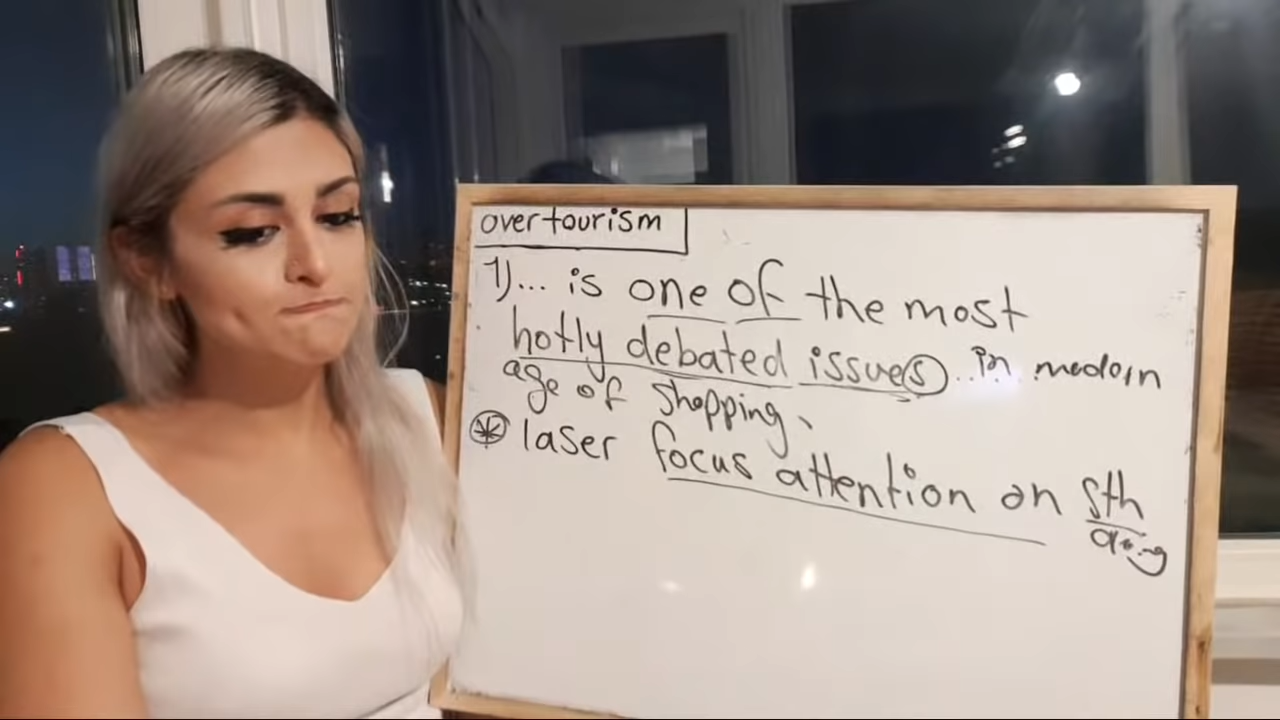 overtourism
1)... is one of the most
hotly debated issues .. in modern
age of shopping.
laser focus attention on sth
doing